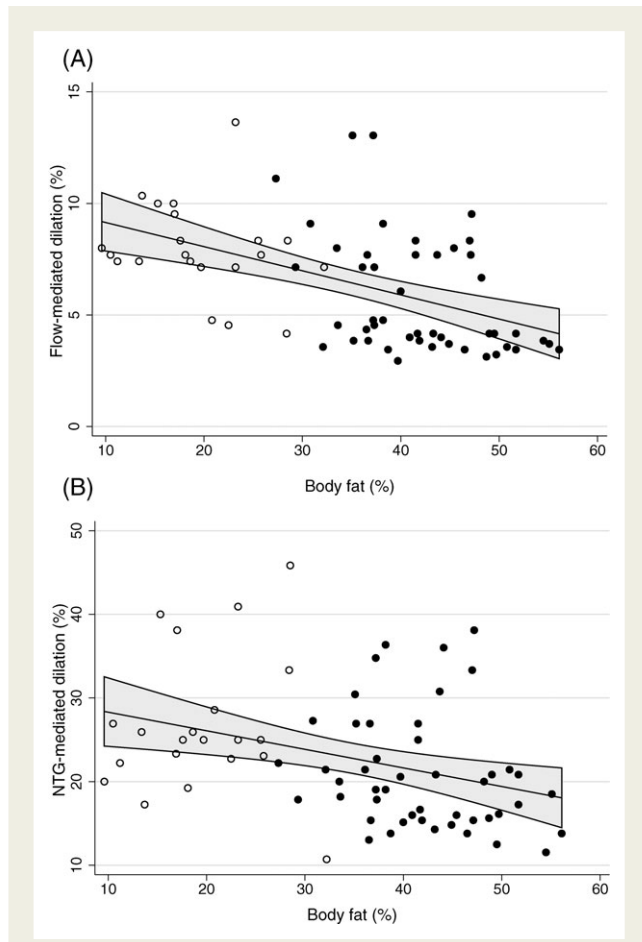 (A)
15
10
5
0
Flow-mediated dilation (%)
10 20 30 40 50 60
Body fat (%)
(B)
50
40
30
20
10
NTG-mediated dilation (%)
10 20 30 40 50 60
Body fat (%)